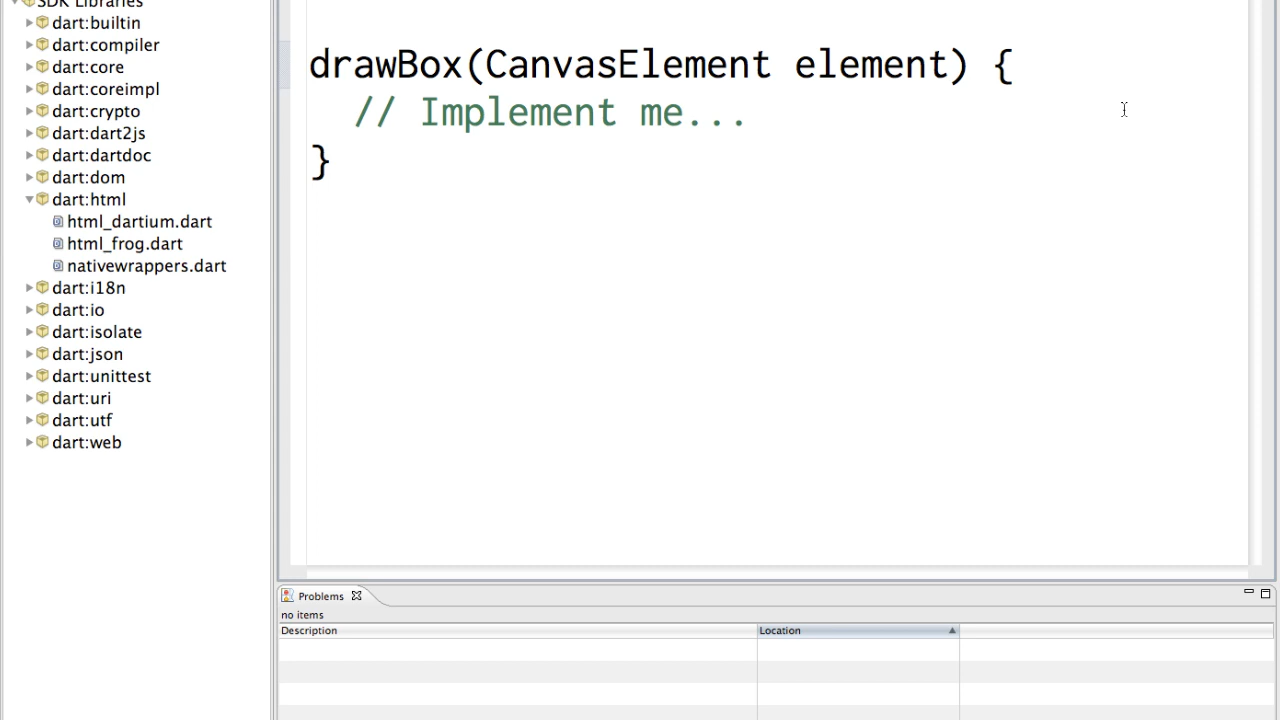 SDK Libraries
dart:builtin
dart:compiler
dart:core
dart:coreimpl
dart:crypto
dart:dart2js
dart:dartdoc
dart:dom
dart:html
html_dartium.dart
html_frog.dart
nativewrappers.dart
dart:i18n
dart:io
dart:isolate
dart:json
dart:unittest
dart:uri
dart:utf
dart:web
drawBox(CanvasElement element) {
  // Implement me...
}
Problems
no items
Description Location